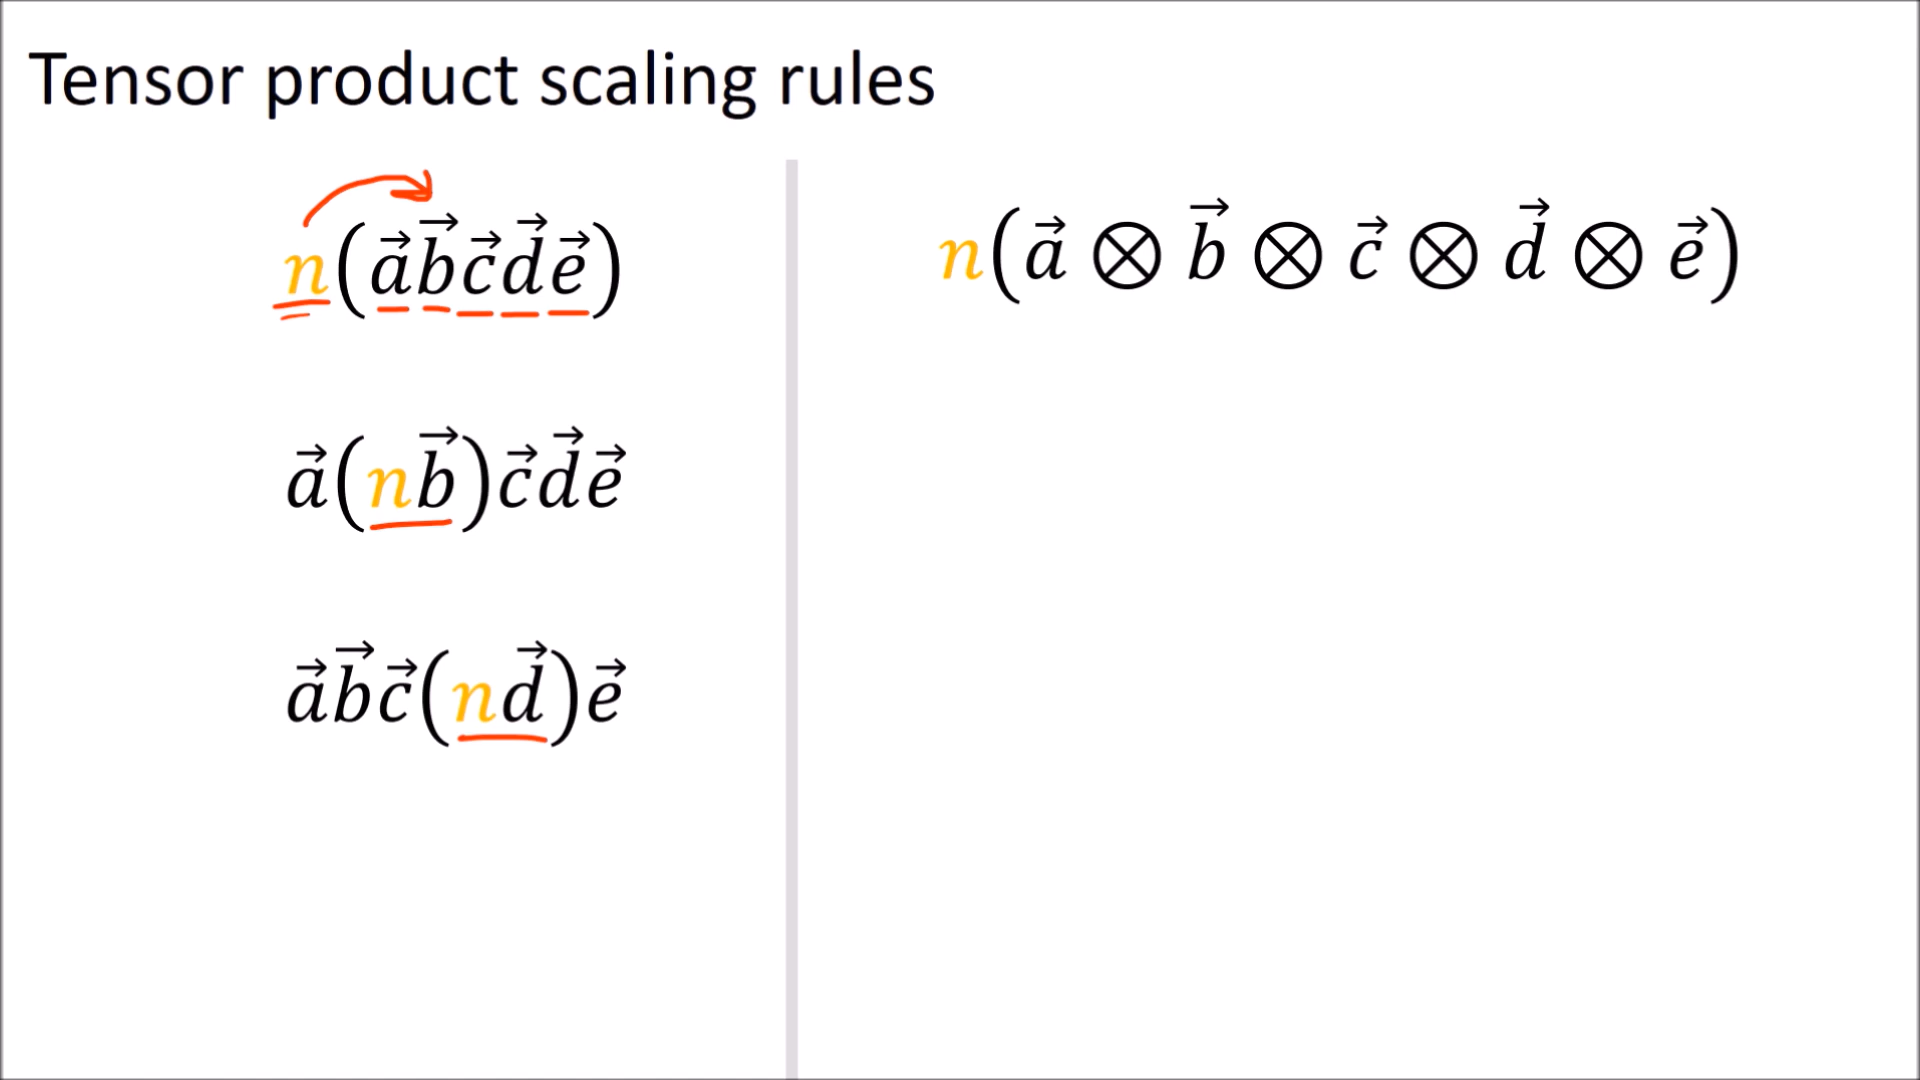 Tensor product scaling rules
n(a⃗b⃗c⃗d⃗e⃗)
a⃗(nb⃗)c⃗d⃗e⃗
a⃗b⃗c⃗(nd⃗)e⃗
n(a⃗ ⊗ b⃗ ⊗ c⃗ ⊗ d⃗ ⊗ e⃗)